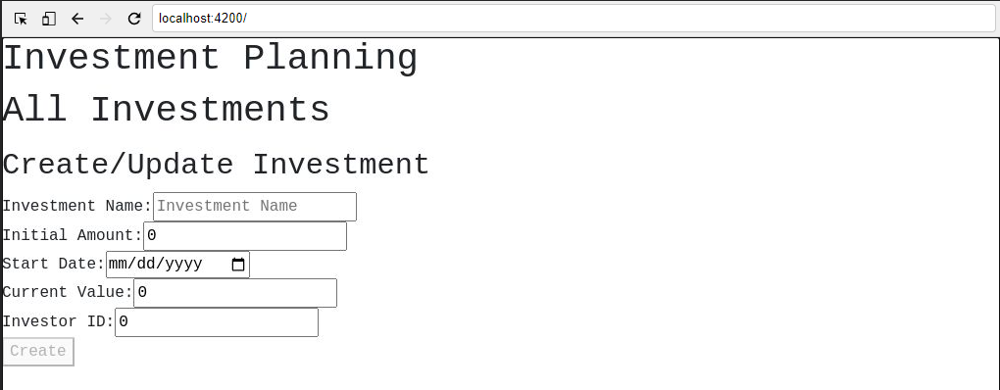 localhost:4200/
Investment Planning
All Investments
Create/Update Investment
Investment Name: Investment Name
Initial Amount: 0
Start Date: mm/dd/yyyy
Current Value: 0
Investor ID: 0
Create